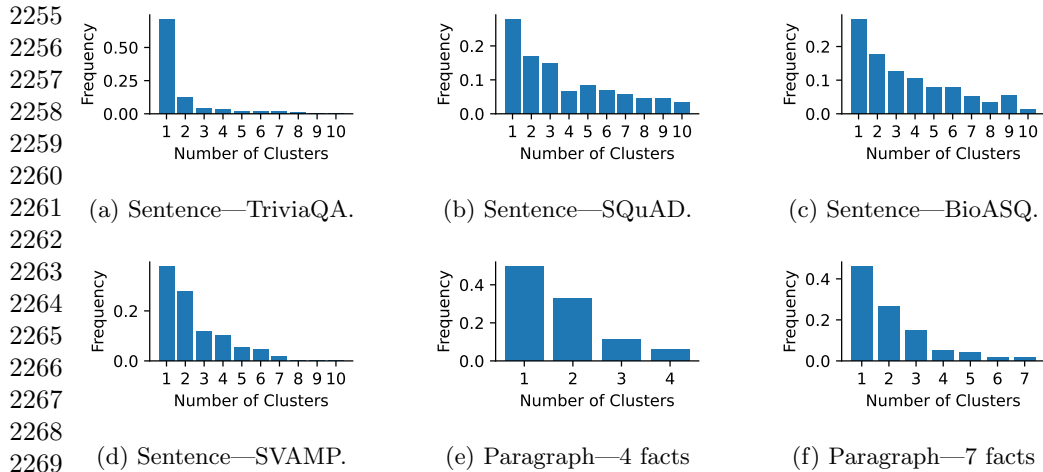 2255
2256
2257
2258
2259
2260
2261
2262
2263
2264
2265
2266
2267
2268
2269
Frequency
0.50
0.25
0.00
1 2 3 4 5 6 7 8 9 10
Number of Clusters
(a) Sentence—TriviaQA.
Frequency
0.2
0.1
0.0
1 2 3 4 5 6 7 8 9 10
Number of Clusters
(b) Sentence—SQuAD.
Frequency
0.2
0.1
0.0
1 2 3 4 5 6 7 8 9 10
Number of Clusters
(c) Sentence—BioASQ.
Frequency
0.2
0.0
1 2 3 4 5 6 7 8 9 10
Number of Clusters
(d) Sentence—SVAMP.
Frequency
0.4
0.2
0.0
1 2 3 4
Number of Clusters
(e) Paragraph—4 facts
Frequency
0.4
0.2
0.0
1 2 3 4 5 6 7
Number of Clusters
(f) Paragraph—7 facts